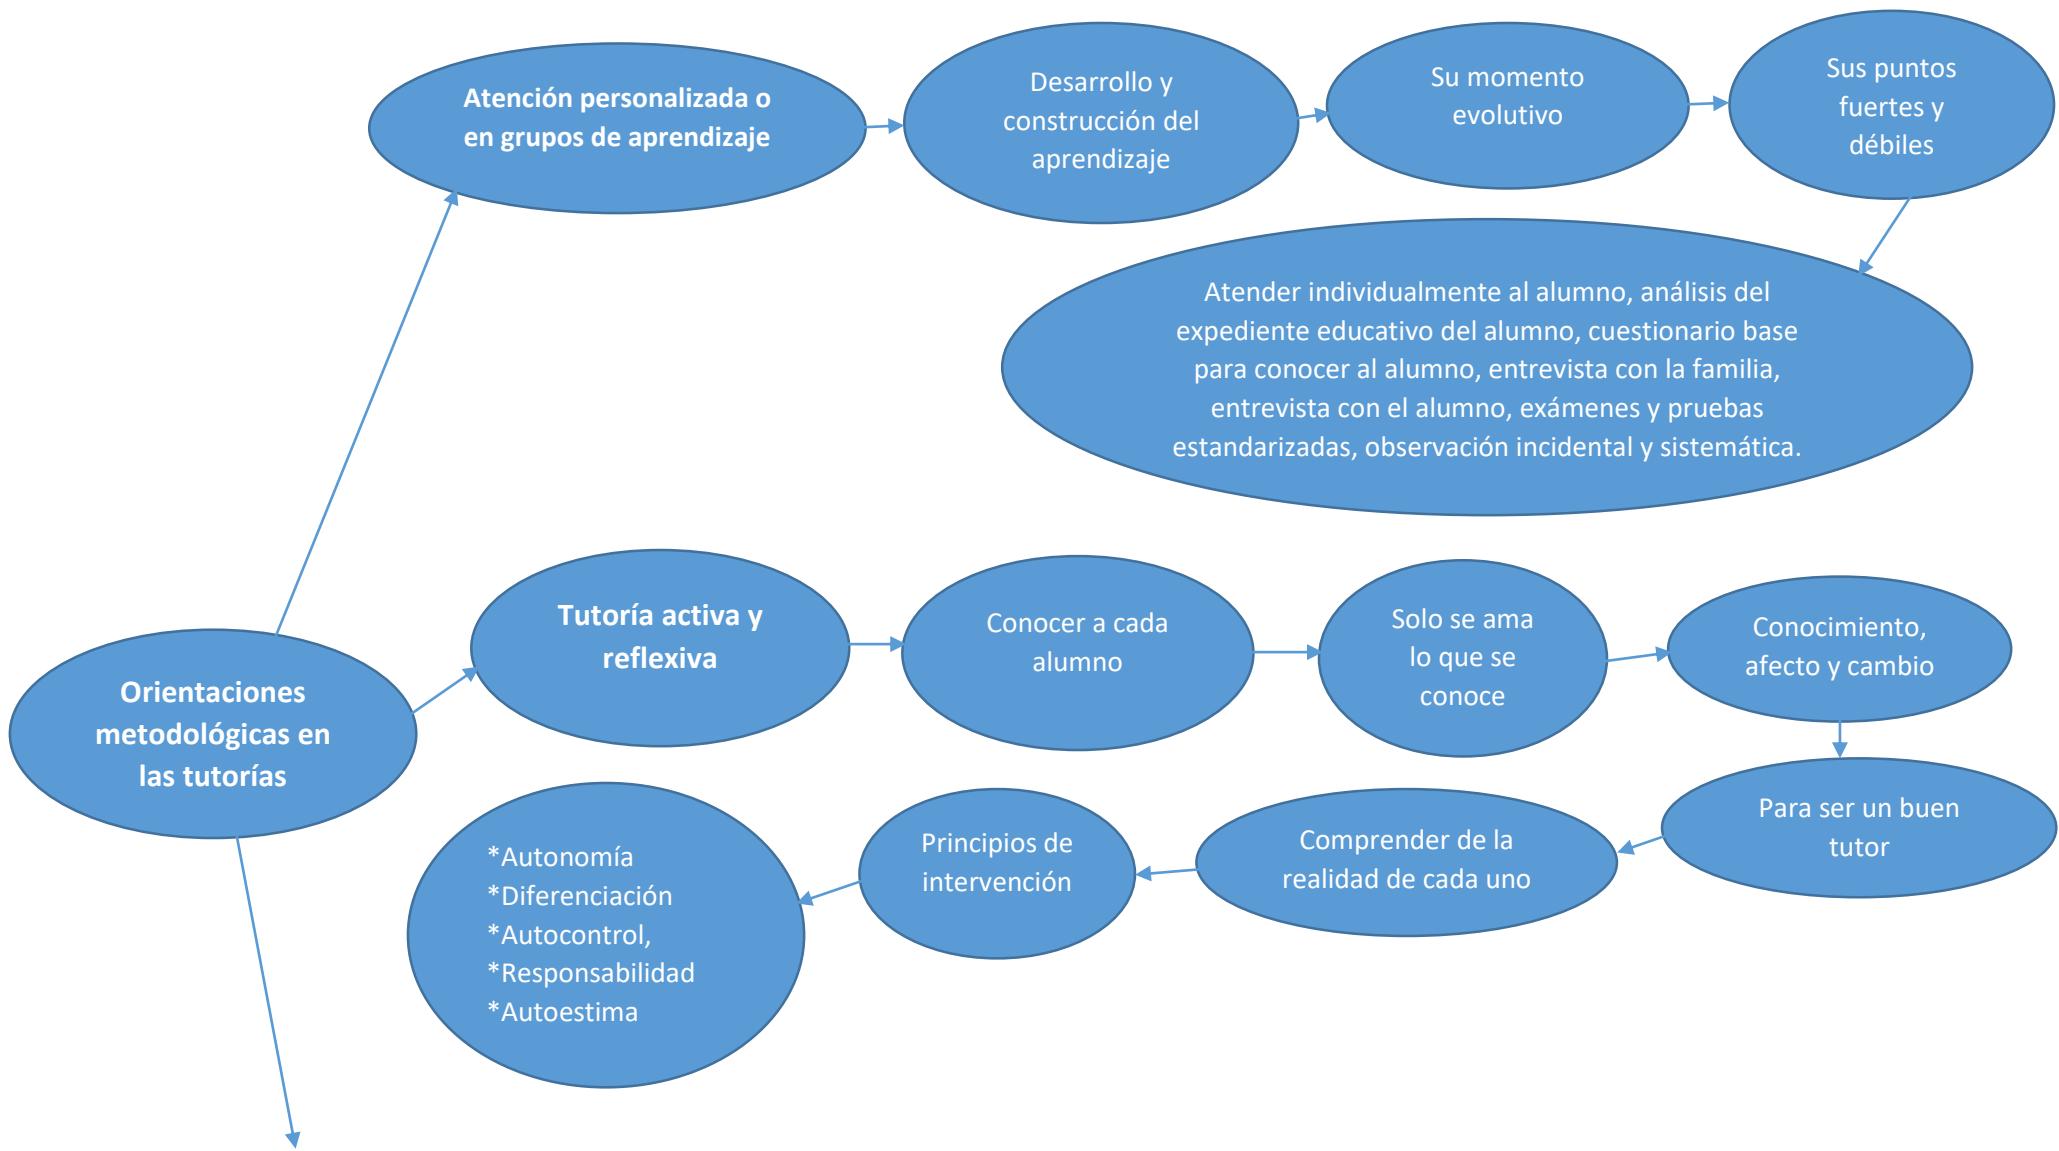 Atención personalizada o
en grupos de aprendizaje
Desarrollo y
construcción del
aprendizaje
Su momento
evolutivo
Sus puntos
fuertes y
débiles
Atender individualmente al alumno, análisis del
expediente educativo del alumno, cuestionario base
para conocer al alumno, entrevista con la familia,
entrevista con el alumno, exámenes y pruebas
estandarizadas, observación incidental y sistemática.
Orientaciones
metodológicas en
las tutorías
Tutoría activa y
reflexiva
Conocer a cada
alumno
Solo se ama
lo que se
conoce
Conocimiento,
afecto y cambio
Para ser un buen
tutor
Comprender de la
realidad de cada uno
Principios de
intervención
*Autonomía
*Diferenciación
*Autocontrol,
*Responsabilidad
*Autoestima